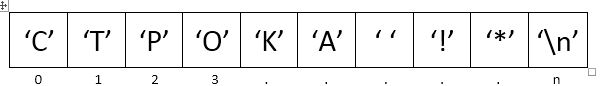 ‘С’ ‘Т’ ‘Р’ ‘О’ ‘К’ ‘А’ ‘ ‘ ‘!’ ‘*’ ‘\n’
0 1 2 3 . . . . . n